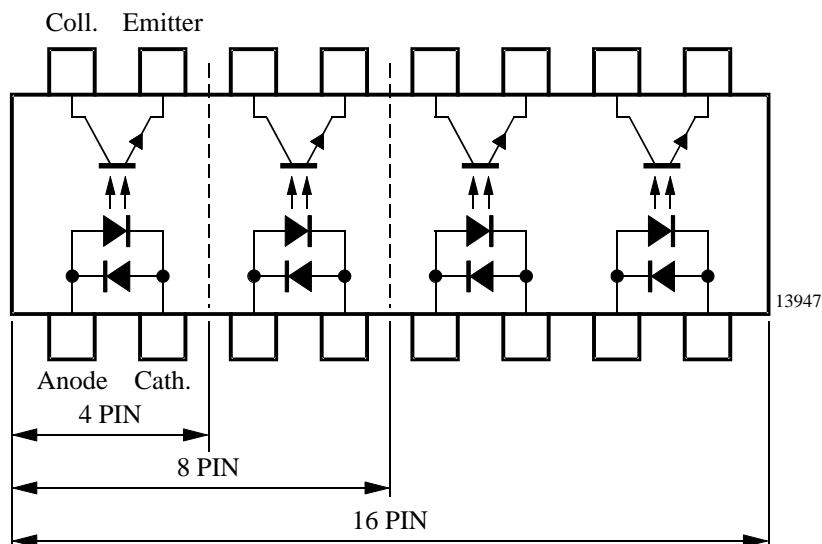 Coll. Emitter
13947
Anode Cath.
4 PIN
8 PIN
16 PIN